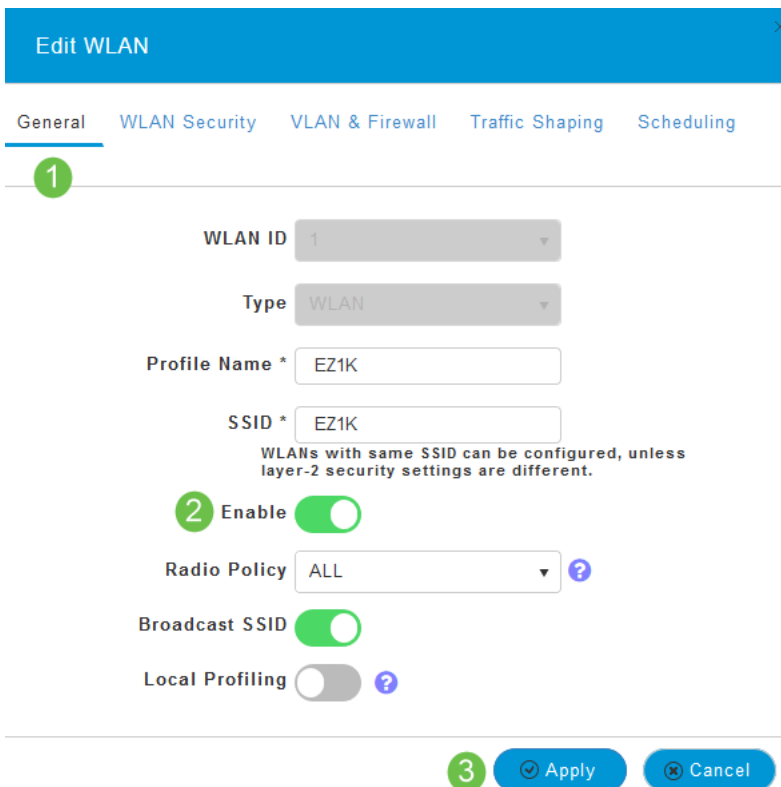 Edit WLAN
General WLAN Security VLAN & Firewall Traffic Shaping Scheduling
1
WLAN ID 1
Type WLAN
Profile Name * EZ1K
SSID * EZ1K
WLANs with same SSID can be configured, unless
layer-2 security settings are different.
2 Enable
Radio Policy ALL ?
Broadcast SSID
Local Profiling ?
3 Apply Cancel